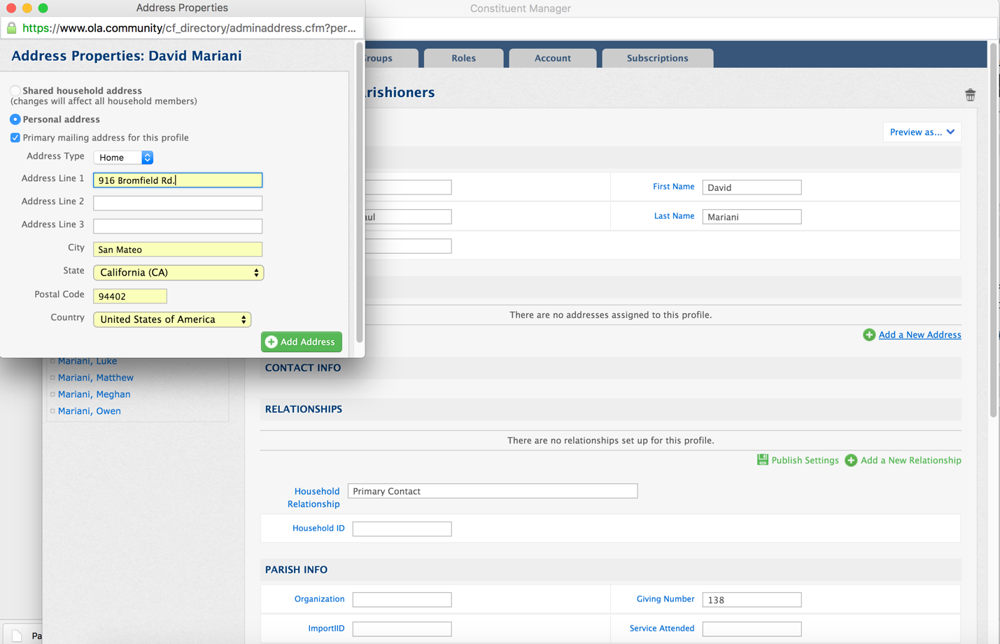 Address Properties
https://www.ola.community/cf_directory/adminaddress.cfm?per...
Address Properties: David Mariani
Shared household address
(changes will affect all household members)
Personal address
Primary mailing address for this profile
Address Type Home
Address Line 1 916 Bromfield Rd.
Address Line 2
Address Line 3
City San Mateo
State California (CA)
Postal Code 94402
Country United States of America
Add Address
Mariani, Luke
Mariani, Matthew
Mariani, Meghan
Mariani, Owen
Pa
Constituent Manager
roups Roles Account Subscriptions
rishioners
Preview as...
First Name David
aul Last Name Mariani
There are no addresses assigned to this profile.
Add a New Address
CONTACT INFO
RELATIONSHIPS
There are no relationships set up for this profile.
Publish Settings Add a New Relationship
Household Primary Contact
Relationship
Household ID
PARISH INFO
Organization Giving Number 138
ImportIID Service Attended